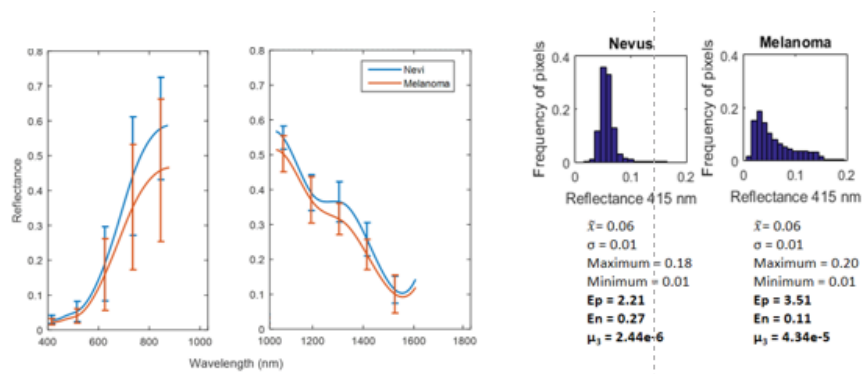 0.8
0.7
0.6
0.5
0.4
0.3
0.2
0.1
0
400
600
800
1000
Reflectance
0.8
0.7
0.6
0.5
0.4
0.3
0.2
0.1
0
1000
1200
1400
1600
1800
Nevi
Melanoma
Wavelength (nm)
Nevus
Frequency of pixels
0.4
0.2
0
0
0.1
0.2
Reflectance 415 nm
x̄ = 0.06
σ = 0.01
Maximum = 0.18
Minimum = 0.01
Ep = 2.21
En = 0.27
μ₃ = 2.44e-6
Melanoma
Frequency of pixels
0.4
0.2
0
0
0.1
0.2
Reflectance 415 nm
x̄ = 0.06
σ = 0.01
Maximum = 0.20
Minimum = 0.01
Ep = 3.51
En = 0.11
μ₃ = 4.34e-5